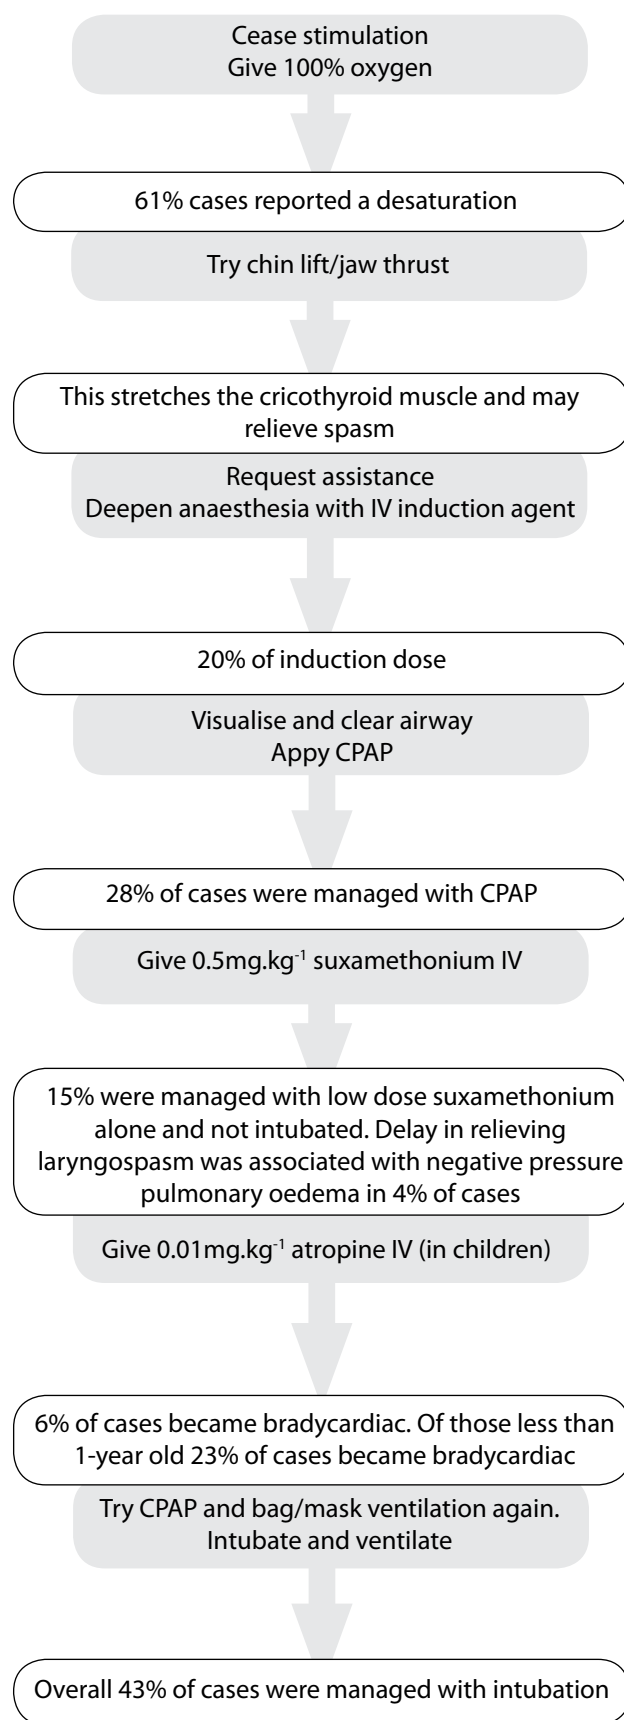 Cease stimulation
Give 100% oxygen
61% cases reported a desaturation
Try chin lift/jaw thrust
This stretches the cricothyroid muscle and may
relieve spasm
Request assistance
Deepen anaesthesia with IV induction agent
20% of induction dose
Visualise and clear airway
Appy CPAP
28% of cases were managed with CPAP
Give 0.5mg.kg⁻¹ suxamethonium IV
15% were managed with low dose suxamethonium
alone and not intubated. Delay in relieving
laryngospasm was associated with negative pressure
pulmonary oedema in 4% of cases
Give 0.01mg.kg⁻¹ atropine IV (in children)
6% of cases became bradycardiac. Of those less than
1-year old 23% of cases became bradycardiac
Try CPAP and bag/mask ventilation again.
Intubate and ventilate
Overall 43% of cases were managed with intubation